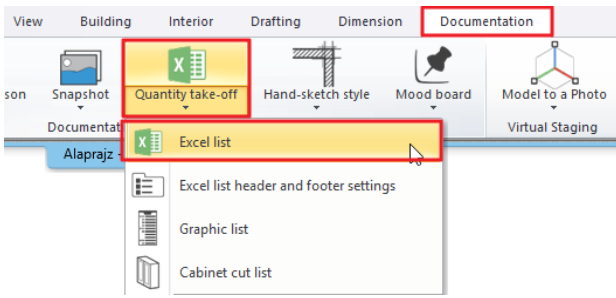 View Building Interior Drafting Dimension Documentation
son Snapshot Quantity take-off Hand-sketch style Mood board Model to a Photo
Documentat Virtual Staging
Alaprajz -
Excel list
Excel list header and footer settings
Graphic list
Cabinet cut list